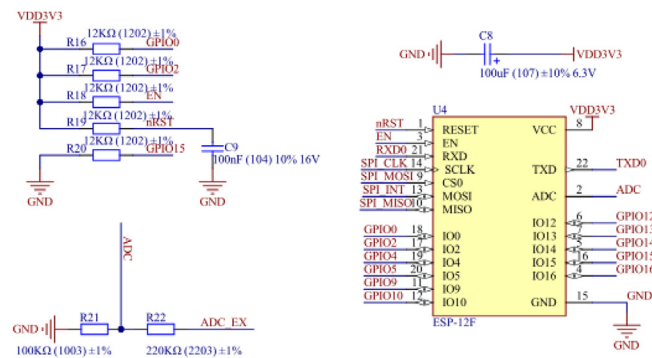 VDD3V3
12KΩ (1202) ±1%
R16 GPIO0
12KΩ (1202) ±1%
R17 GPIO2
12KΩ (1202) ±1%
R18 EN
12KΩ (1202) ±1%
R19 nRST
12KΩ (1202) ±1%
R20 GPIO15
C9
100nF (104) 10% 16V
GND
GND
ADC
R21 R22 ADC_EX
GND
100KΩ (1003) ±1% 220KΩ (2203) ±1%
C8
GND VDD3V3
100uF (107) ±10% 6.3V
U4
VDD3V3
nRST 1 RESET VCC 8
EN 3 EN
RXD0 21 RXD TXD 22 TXD0
SPI_CLK 14 SCLK
SPI_MOSI 9 CS0 ADC 2 ADC
SPI_INT 13 MOSI
SPI_MISO 10 MISO
IO12 6 GPIO12
GPIO0 18 IO0 IO13 7 GPIO13
GPIO2 17 IO2 IO14 5 GPIO14
GPIO4 19 IO4 IO15 16 GPIO15
GPIO5 20 IO5 IO16 4 GPIO16
GPIO9 11 IO9
GPIO10 12 IO10 GND 15 GND
ESP-12F
GND